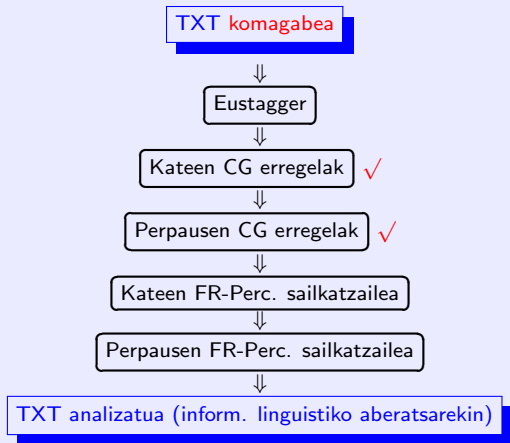 TXT komagabea
⇓
Eustagger
⇓
Kateen CG erregelak √
⇓
Perpausen CG erregelak √
⇓
Kateen FR-Perc. sailkatzailea
⇓
Perpausen FR-Perc. sailkatzailea
⇓
TXT analizatua (inform. linguistiko aberatsarekin)